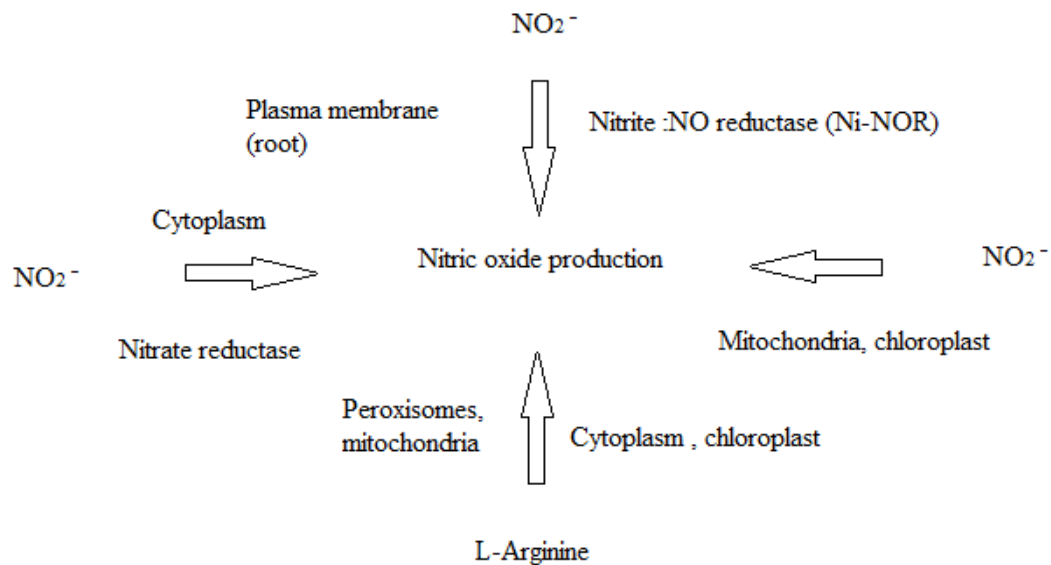 NO₂⁻
Plasma membrane
(root)
Nitrite :NO reductase (Ni-NOR)
Cytoplasm
NO₂⁻
Nitric oxide production
NO₂⁻
Nitrate reductase
Mitochondria, chloroplast
Peroxisomes,
mitochondria
Cytoplasm , chloroplast
L-Arginine